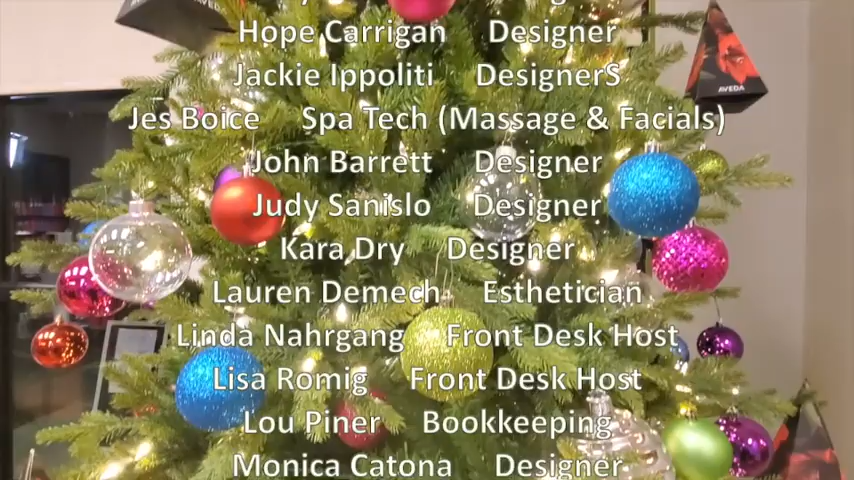 Hope Carrigan Designer
Jackie Ippoliti DesignerS
Jes Boice Spa Tech (Massage & Facials)
John Barrett Designer
Judy Sanislo Designer
Kara Dry Designer
Lauren Demech Esthetician
Linda Nahrgang Front Desk Host
Lisa Romig Front Desk Host
Lou Piner Bookkeeping
Monica Catona Designer
AVEDA